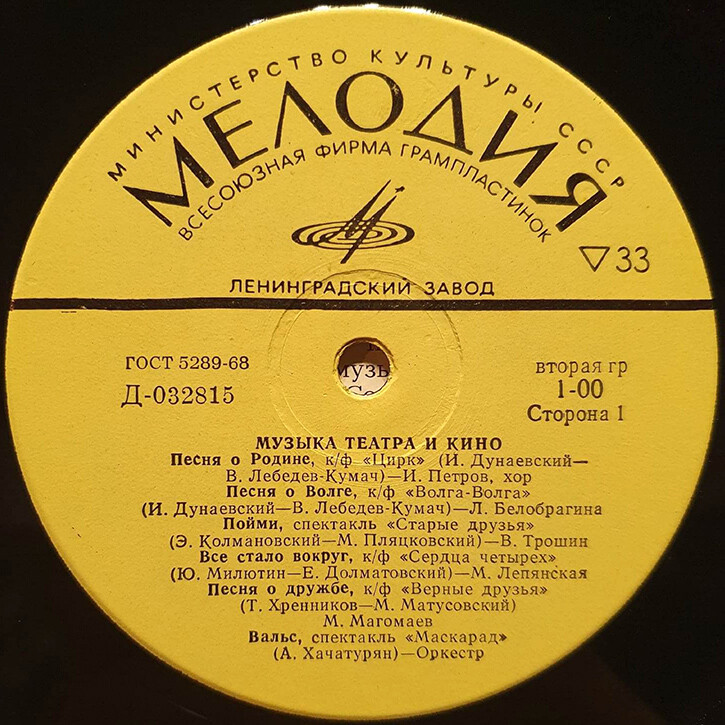 МИНИСТЕРСТВО КУЛЬТУРЫ СССР
МЕЛОДИЯ
ВСЕСОЮЗНАЯ ФИРМА ГРАМПЛАСТИНОК
▽33
ЛЕНИНГРАДСКИЙ ЗАВОД
ГОСТ 5289-68
Д-032815
вторая гр
1-00
Сторона 1
МУЗЫКА ТЕАТРА И КИНО
Песня о Родине, к/ф «Цирк» (И. Дунаевский—
В. Лебедев-Кумач)—И. Петров, хор
Песня о Волге, к/ф «Волга-Волга»
(И. Дунаевский—В. Лебедев-Кумач)—Л. Белобрагина
Пойми, спектакль «Старые друзья»
(Э. Колмановский—М. Пляцковский)—В. Трошин
Все стало вокруг, к/ф «Сердца четырех»
(Ю. Милютин—Е. Долматовский)—М. Лепянская
Песня о дружбе, к/ф «Верные друзья»
(Т. Хренников—М. Матусовский)
М. Магомаев
Вальс, спектакль «Маскарад»
(А. Хачатурян)—Оркестр